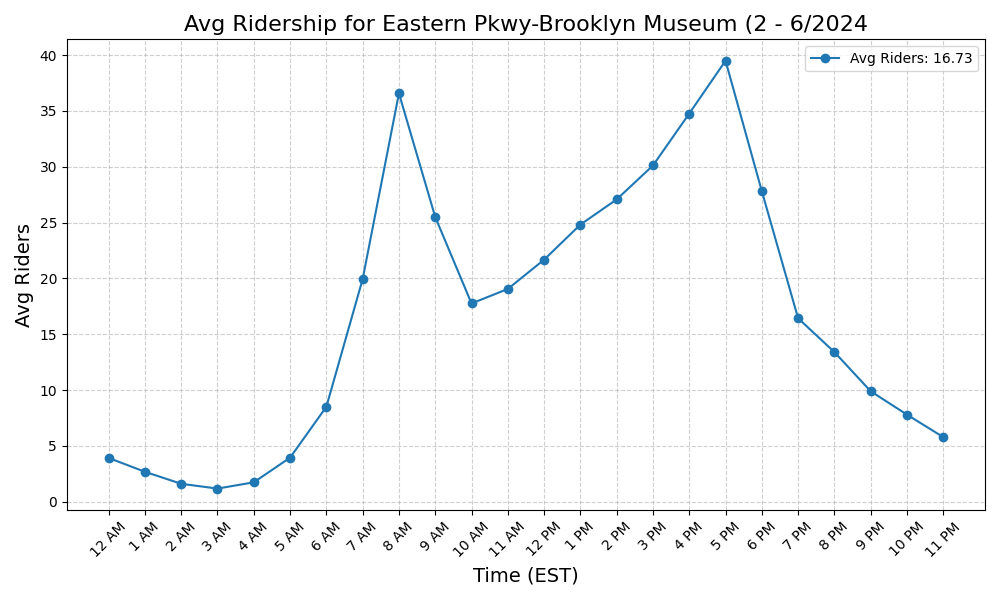 Avg Ridership for Eastern Pkwy-Brooklyn Museum (2 - 6/2024
Avg Riders: 16.73
Avg Riders
40
35
30
25
20
15
10
5
0
12 AM
1 AM
2 AM
3 AM
4 AM
5 AM
6 AM
7 AM
8 AM
9 AM
10 AM
11 AM
12 PM
1 PM
2 PM
3 PM
4 PM
5 PM
6 PM
7 PM
8 PM
9 PM
10 PM
11 PM
Time (EST)